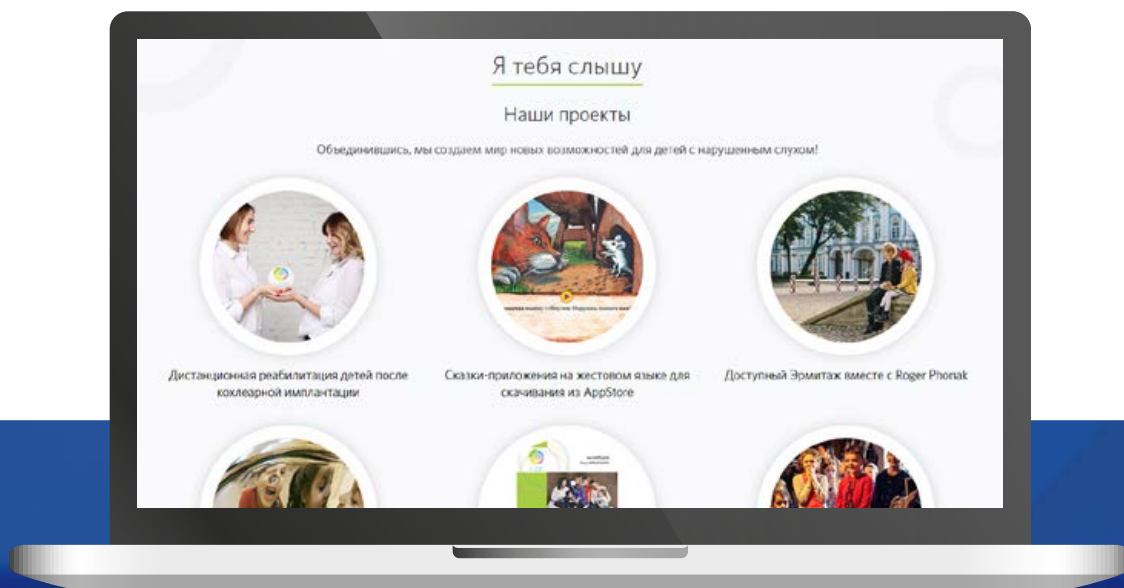 Я тебя слышу
Наши проекты
Объединившись, мы создаем мир новых возможностей для детей с нарушенным слухом!
Дистанционная реабилитация детей после
кохлеарной имплантации
Сказки-приложения на жестовом языке для
скачивания из AppStore
Доступный Эрмитаж вместе с Roger Phonak